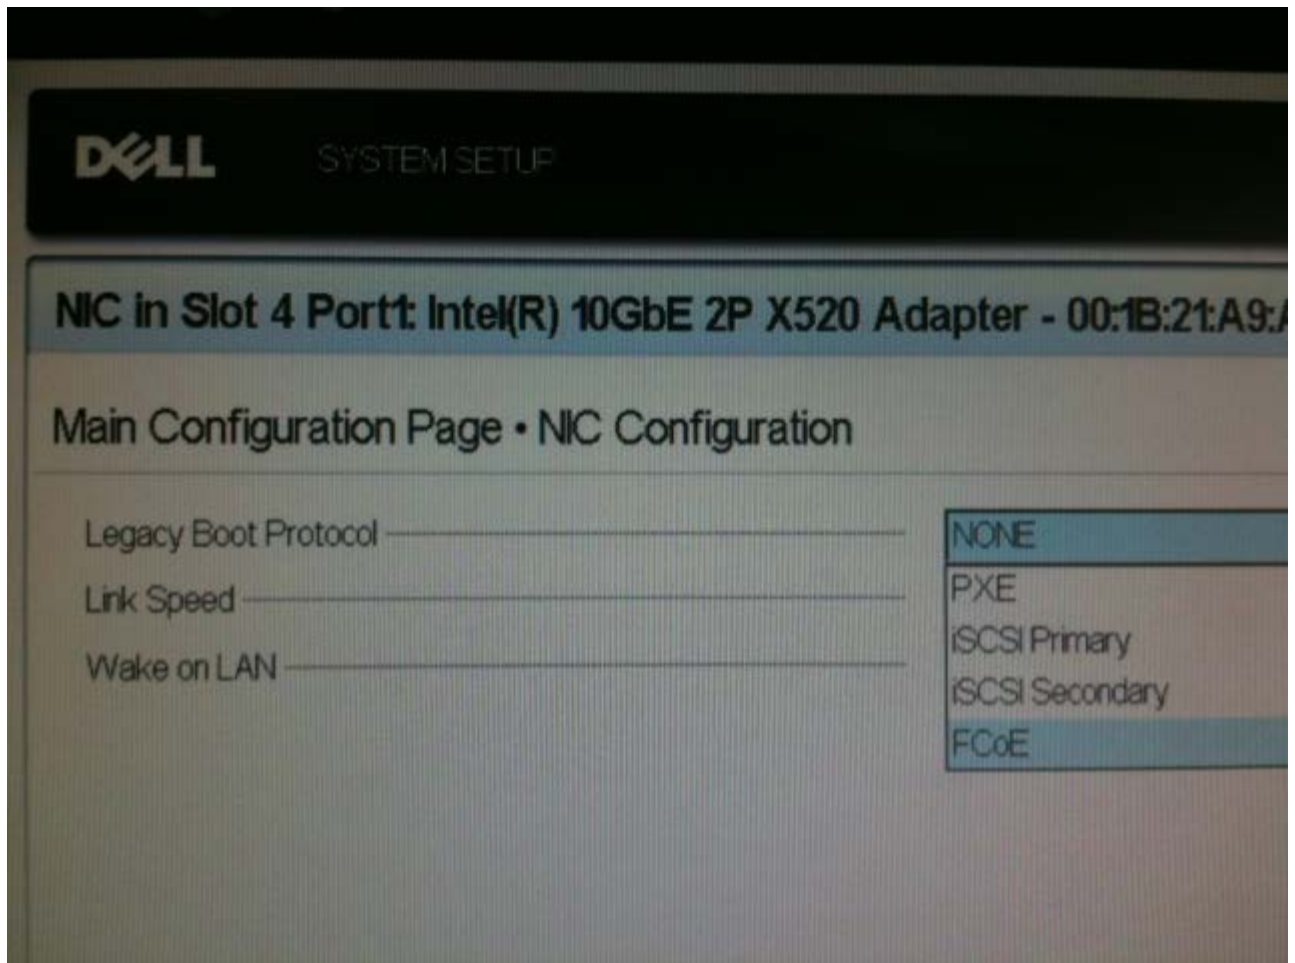 DELL SYSTEM SETUP
NIC in Slot 4 Port1: Intel(R) 10GbE 2P X520 Adapter - 00:1B:21:A9:
Main Configuration Page • NIC Configuration
Legacy Boot Protocol
NONE
PXE
Link Speed
iSCSI Primary
Wake on LAN
iSCSI Secondary
FCoE